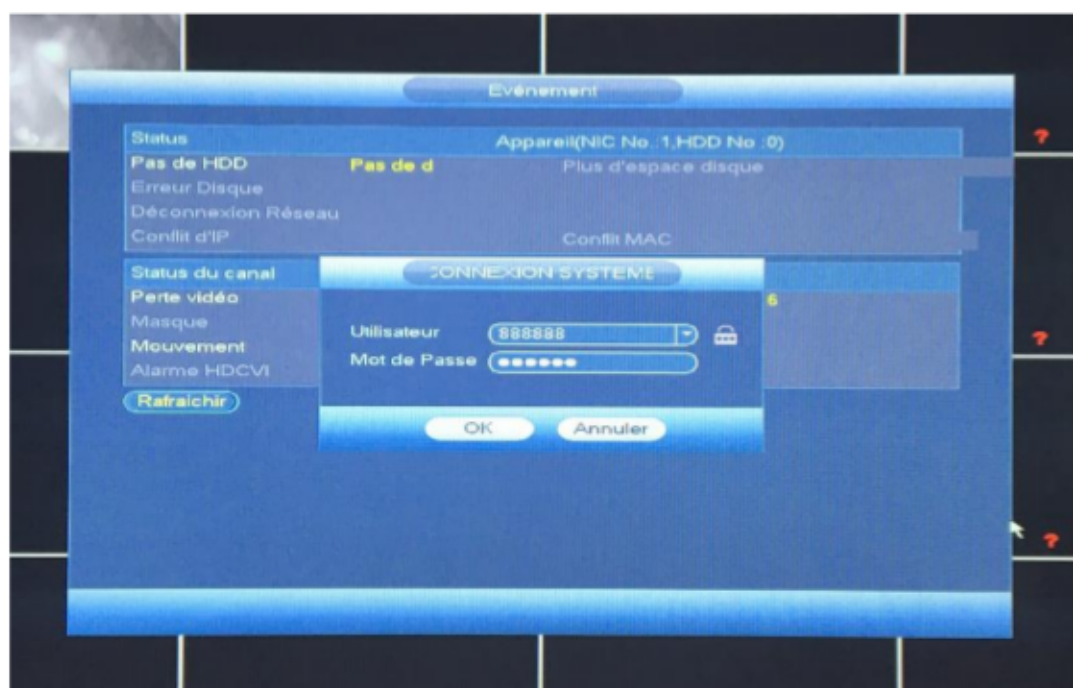 Evénement
Status Appareil(NIC No.:1,HDD No.:0)
Pas de HDD Pas de d Plus d'espace disque
Erreur Disque
Déconnexion Réseau
Conflit d'IP Conflit MAC
Status du canal
Perte vidéo 6
Masque
Mouvement
Alarme HDCVI
Rafraichir
CONNEXION SYSTEME
Utilisateur 888888
Mot de Passe ●●●●●●
OK Annuler
?
?
?